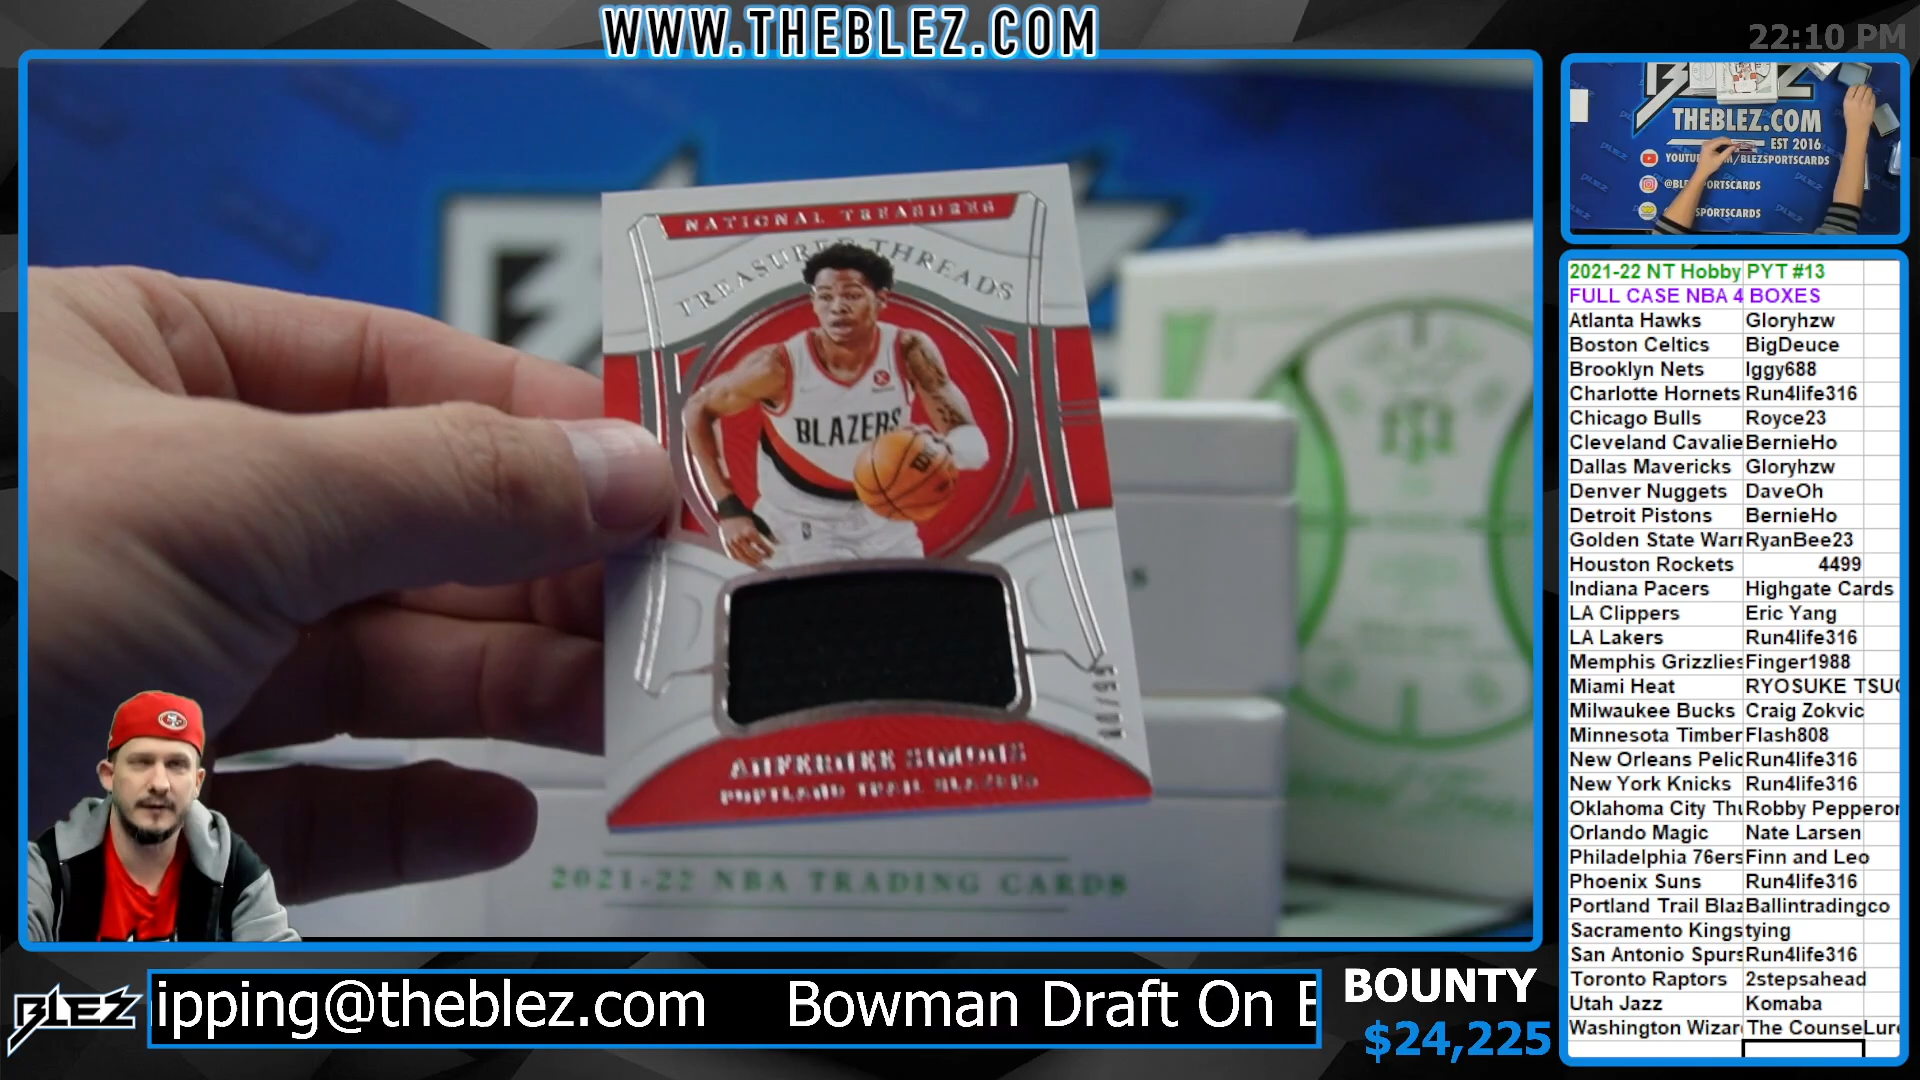 WWW.THEBLEZ.COM
22:10 PM
NATIONAL TREASURES
TREASURED THREADS
BLAZERS
ANFERNEE SIMONS
PORTLAND TRAIL BLAZERS
2021-22 NBA TRADING CARDS
THEBLEZ.COM
EST 2016
SPORTSCARDS
2021-22 NT Hobby PYT #13
FULL CASE NBA 4 BOXES
Atlanta Hawks Gloryhzw
Boston Celtics BigDeuce
Brooklyn Nets Iggy688
Charlotte Hornets Run4life316
Chicago Bulls Royce23
Cleveland Cavalie BernieHo
Dallas Mavericks Gloryhzw
Denver Nuggets DaveOh
Detroit Pistons BernieHo
Golden State Warr RyanBee23
Houston Rockets 4499
Indiana Pacers Highgate Cards
LA Clippers Eric Yang
LA Lakers Run4life316
Memphis Grizzlies Finger1988
Miami Heat RYOSUKE TSUG
Milwaukee Bucks Craig Zokvic
Minnesota Timber Flash808
New Orleans Pelic Run4life316
New York Knicks Run4life316
Oklahoma City Thu Robby Pepperon
Orlando Magic Nate Larsen
Philadelphia 76ers Finn and Leo
Phoenix Suns Run4life316
Portland Trail Blaz Ballintradingco
Sacramento Kings tying
San Antonio Spurs Run4life316
Toronto Raptors 2stepsahead
Utah Jazz Komaba
Washington Wizar The CounseLure
BLEZ
ipping@theblez.com Bowman Draft On
BOUNTY
$24,225